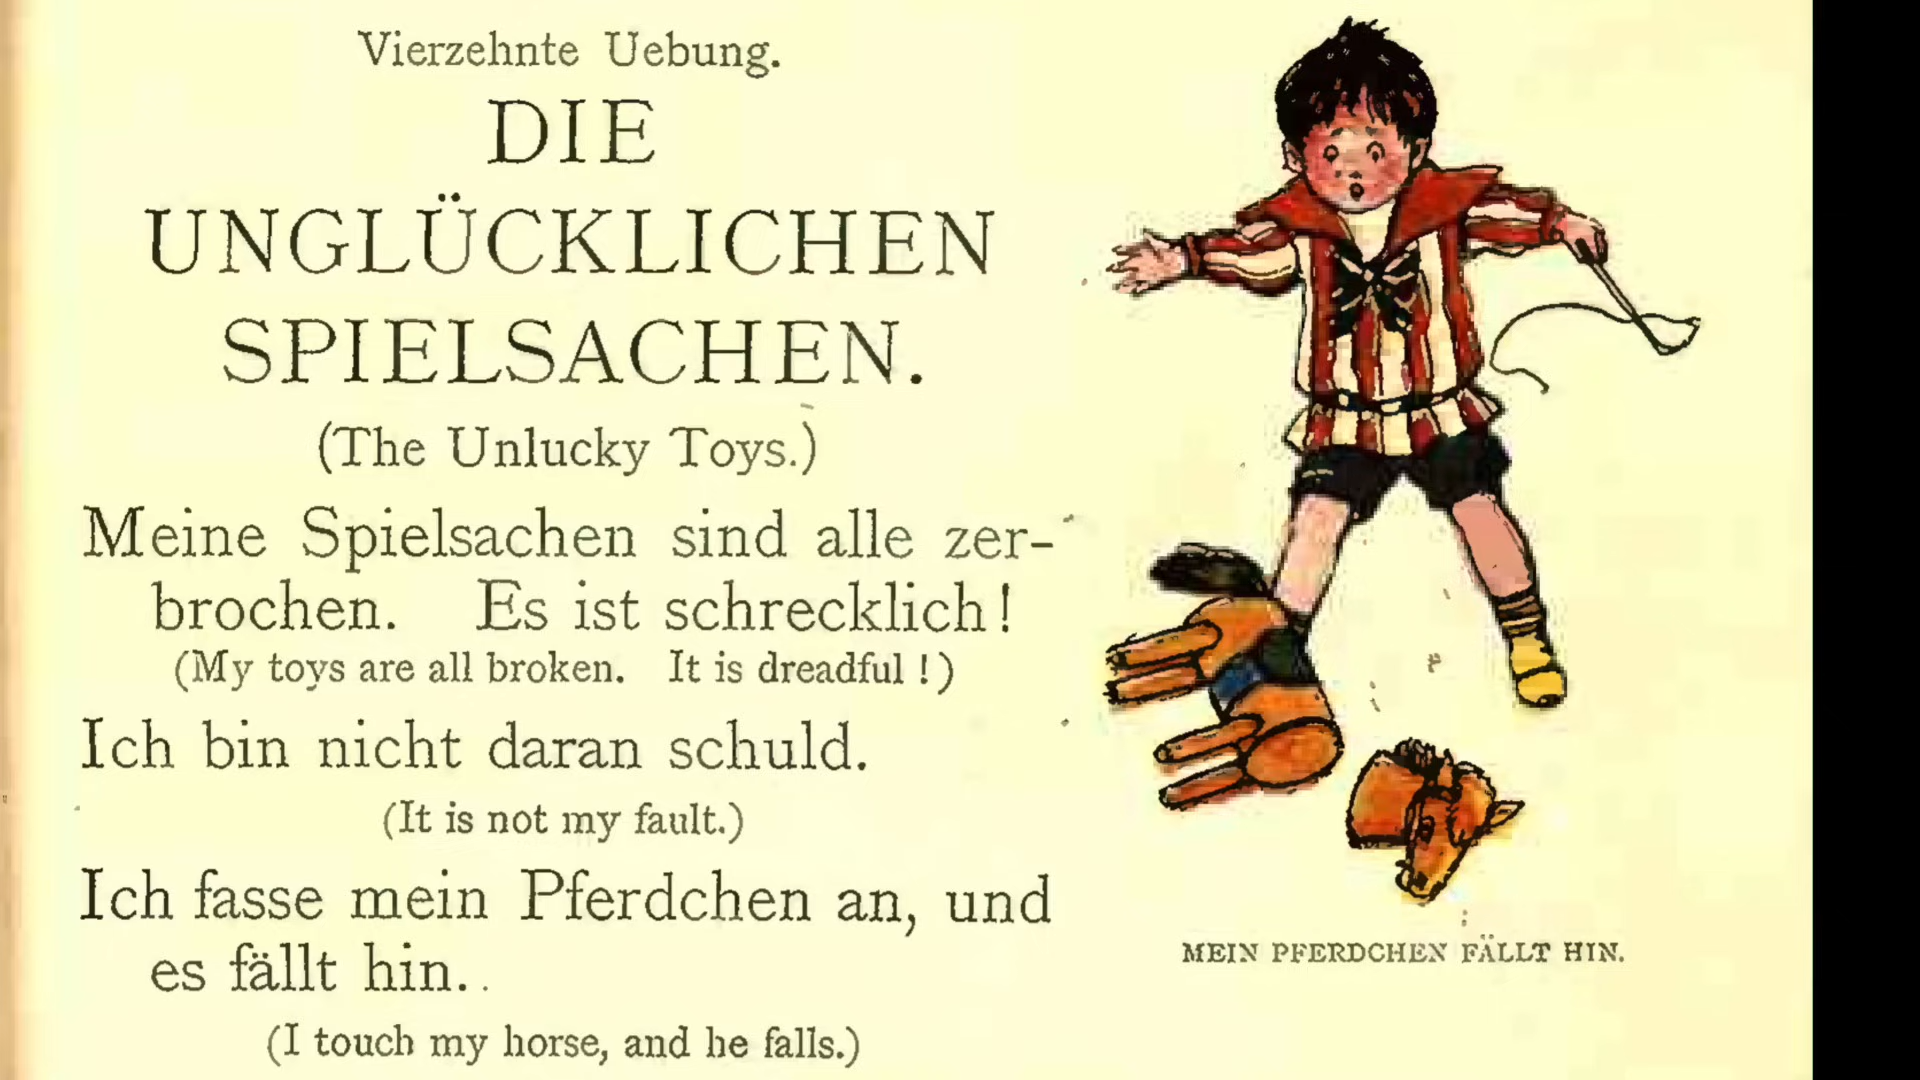 Vierzehnte Uebung.
DIE
UNGLÜCKLICHEN
SPIELSACHEN.
(The Unlucky Toys.)
Meine Spielsachen sind alle zer-
brochen. Es ist schrecklich!
(My toys are all broken. It is dreadful!)
Ich bin nicht daran schuld.
(It is not my fault.)
Ich fasse mein Pferdchen an, und
es fällt hin.
(I touch my horse, and he falls.)
MEIN PFERDCHEN FÄLLT HIN.